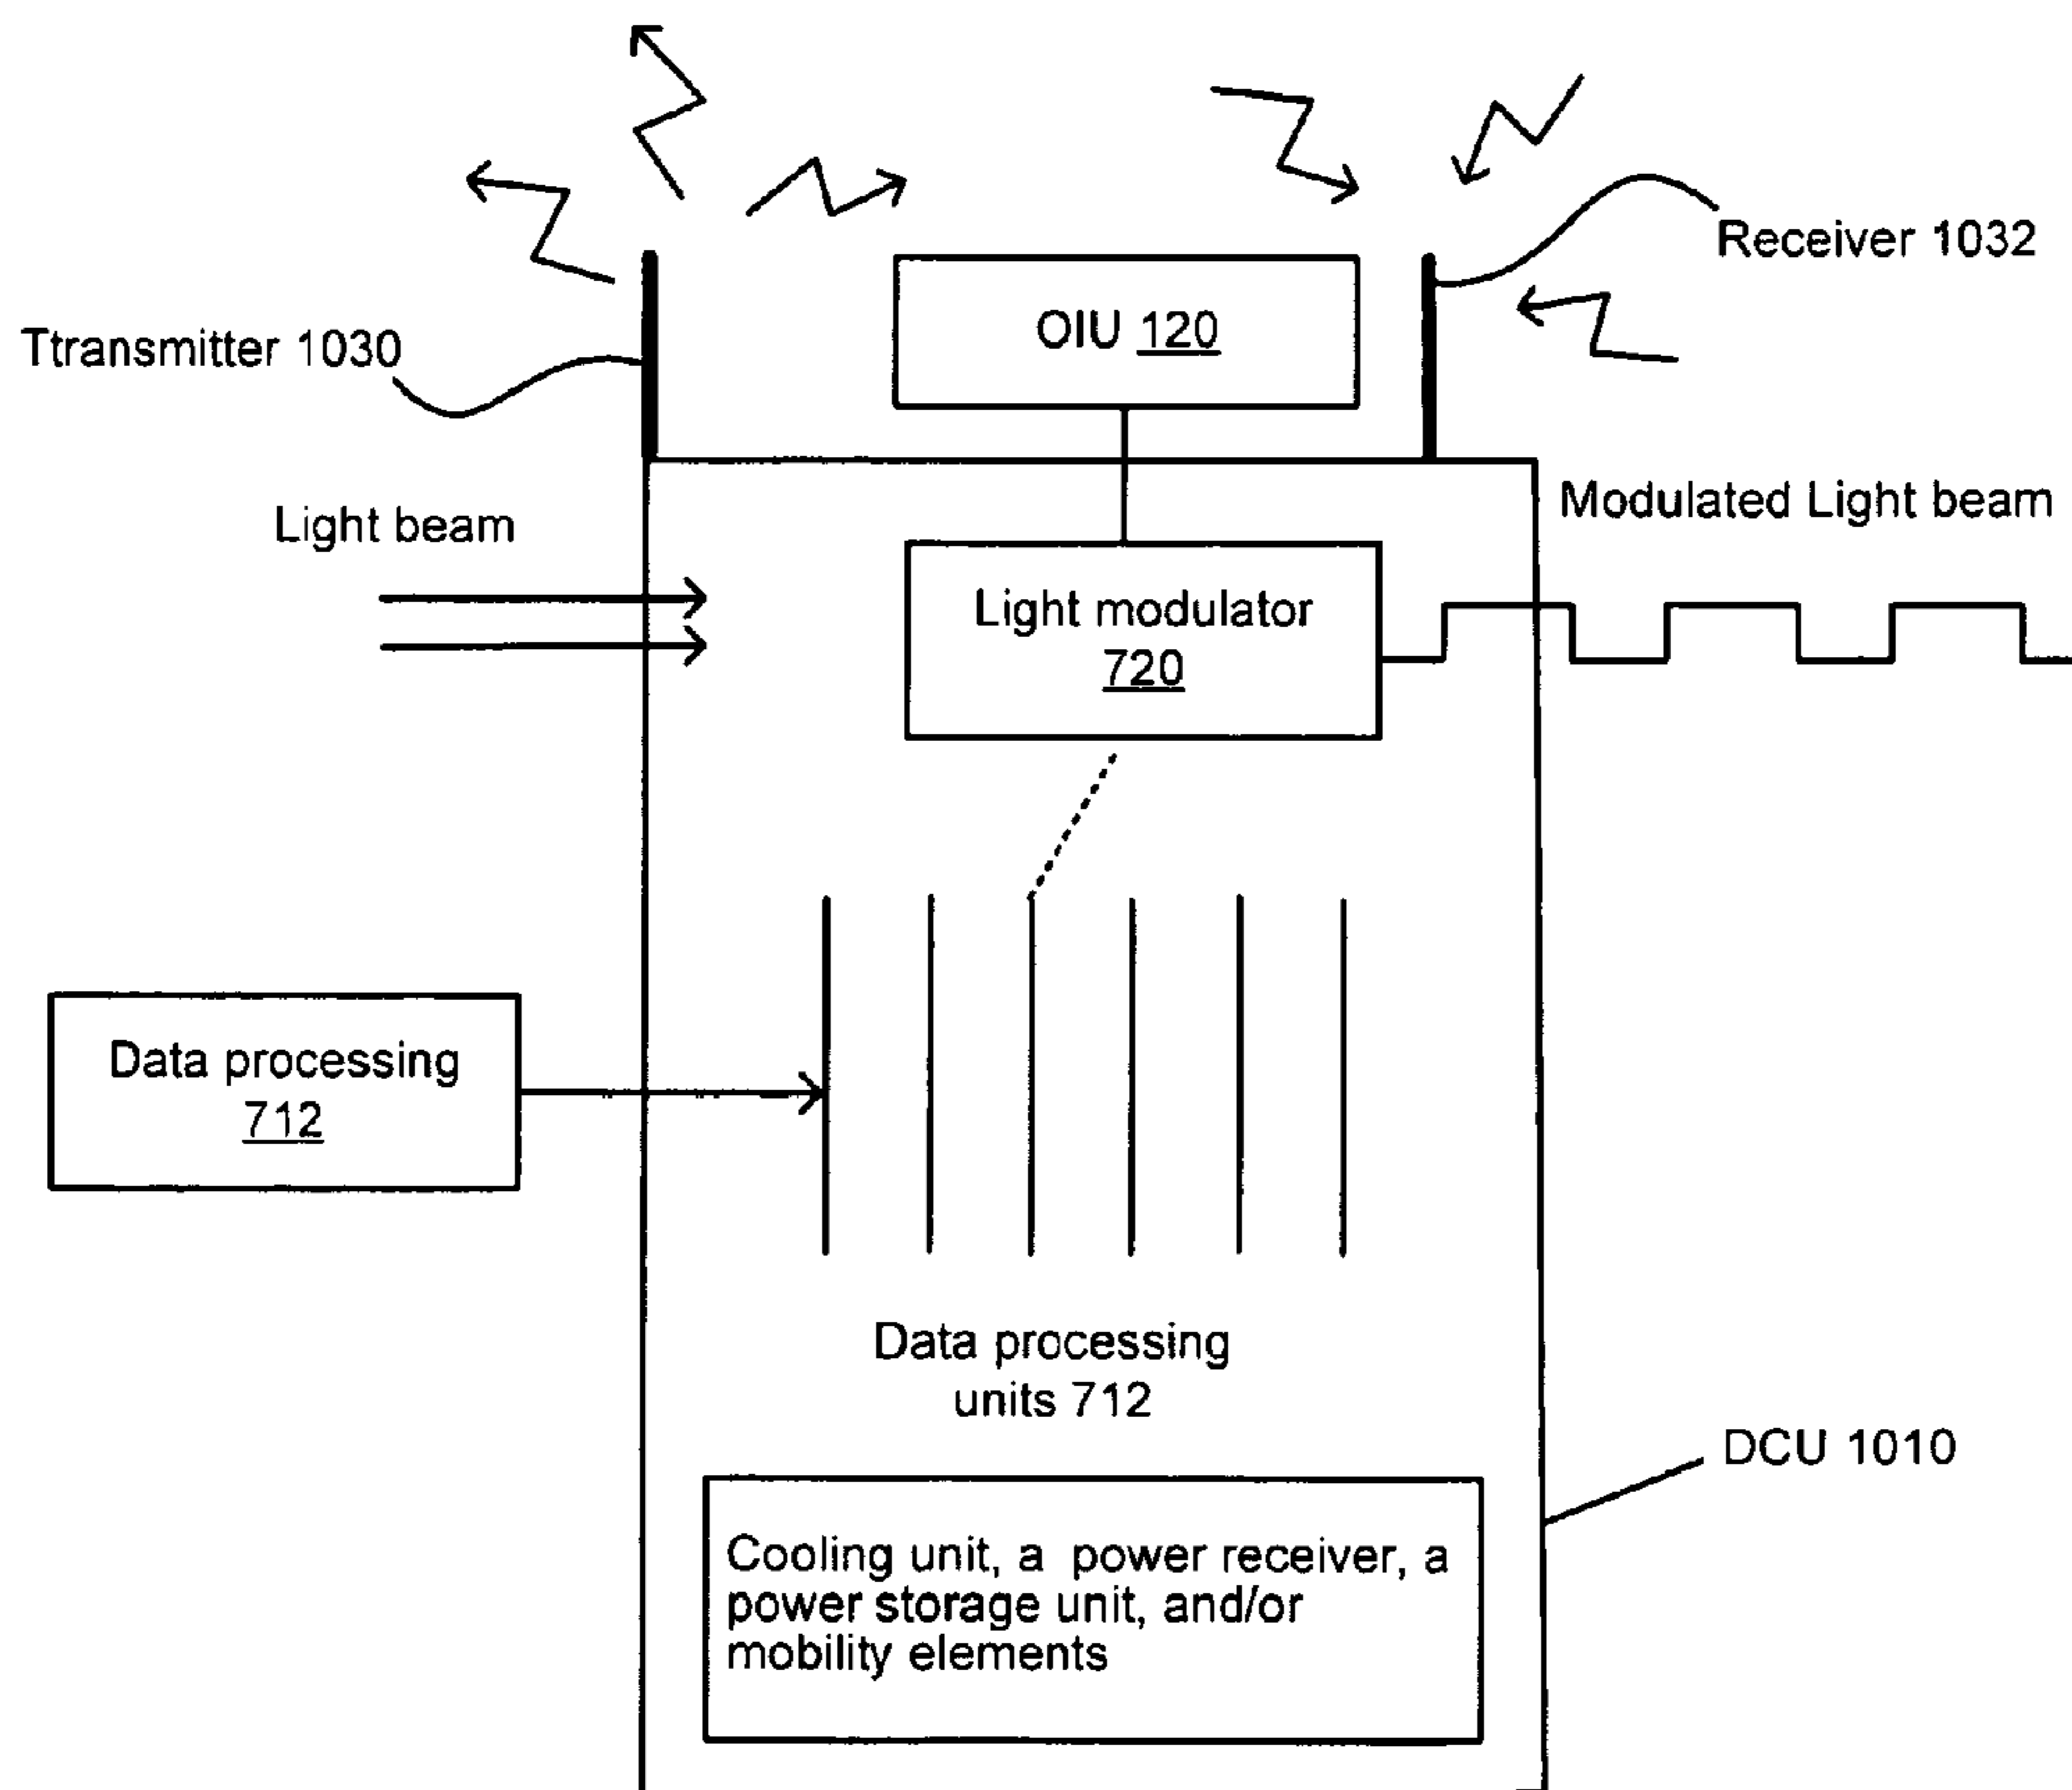 Receiver 1032
OIU 120
Ttransmitter 1030
Modulated Light beam
Light beam
Light modulator
720
Data processing
712
Data processing
units 712
DCU 1010
Cooling unit, a power receiver, a
power storage unit, and/or
mobility elements